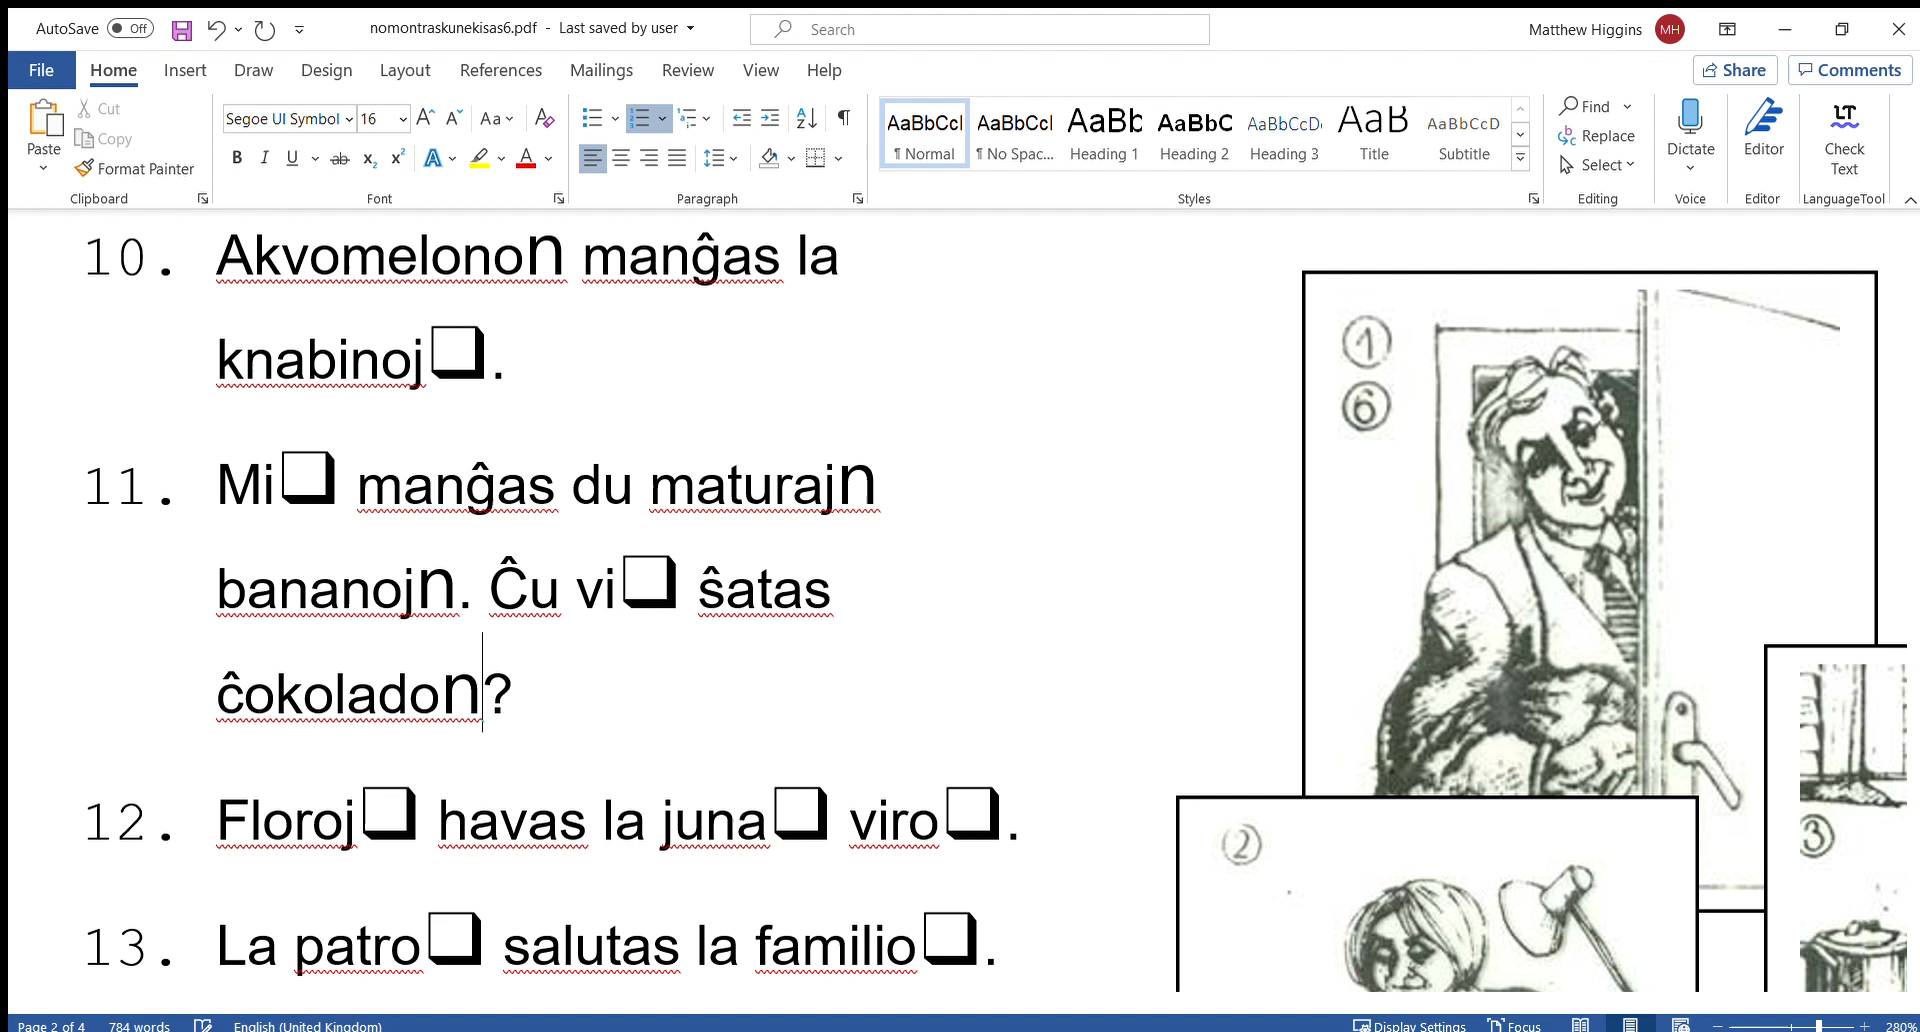 AutoSave Off nomontraskunekisas6.pdf - Last saved by user Search Matthew Higgins MH
File Home Insert Draw Design Layout References Mailings Review View Help Share Comments
Paste Cut Copy Format Painter Clipboard
Segoe UI Symbol 16 A A Aa A
B I U ab x₂ x² A A Font
Paragraph
AaBbCcI ¶ Normal AaBbCcI ¶ No Spac... AaBb Heading 1 AaBbC Heading 2 AaBbCcD Heading 3 AaB Title AaBbCcD Subtitle Styles
Find Replace Select Editing
Dictate Voice
Editor Editor
LT Check Text LanguageTool
10. Akvomelonon manĝas la
knabinoj❑.
11. Mi❑ manĝas du maturajn
bananojn. Ĉu vi❑ ŝatas
ĉokoladon?
12. Floroj❑ havas la juna❑ viro❑.
13. La patro❑ salutas la familio❑.
1
6
2
3
Page 2 of 4 784 words English (United Kingdom) Display Settings Focus 280%